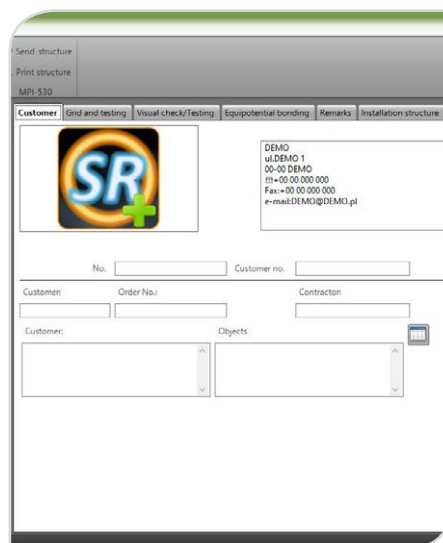 Send structure
Print structure
MPI-530
Customer Grid and testing Visual check/Testing Equipotential bonding Remarks Installation structure
SR
DEMO
ul.DEMO 1
00-00 DEMO
☎+00 00 000 000
Fax:+00 00 000 000
e-mail:DEMO@DEMO.pl
No. Customer no.
Customer: Order No.: Contractor:
Customer: Objects